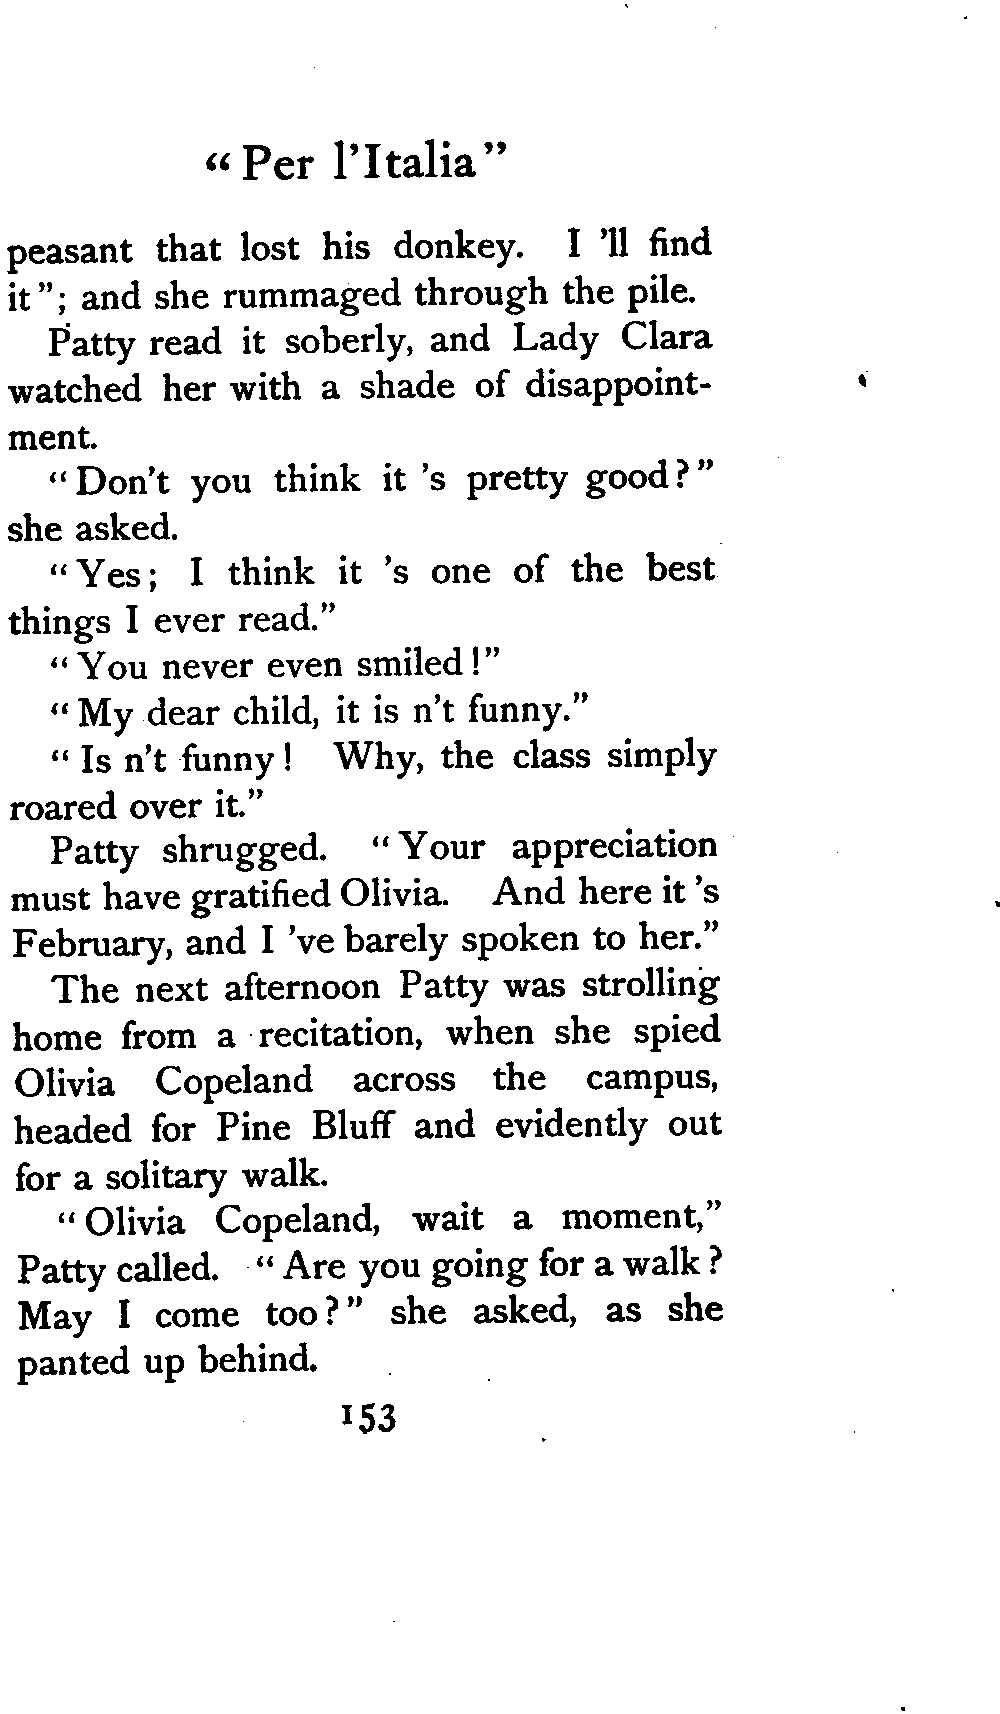 “Per l’Italia”
peasant that lost his donkey. I ’ll find
it”; and she rummaged through the pile.
Patty read it soberly, and Lady Clara
watched her with a shade of disappoint-
ment.
“Don’t you think it ’s pretty good?”
she asked.
“Yes; I think it ’s one of the best
things I ever read.”
“You never even smiled!”
“My dear child, it is n’t funny.”
“Is n’t funny! Why, the class simply
roared over it.”
Patty shrugged. “Your appreciation
must have gratified Olivia. And here it ’s
February, and I ’ve barely spoken to her.”
The next afternoon Patty was strolling
home from a recitation, when she spied
Olivia Copeland across the campus,
headed for Pine Bluff and evidently out
for a solitary walk.
“Olivia Copeland, wait a moment,”
Patty called. “Are you going for a walk?
May I come too?” she asked, as she
panted up behind.
153